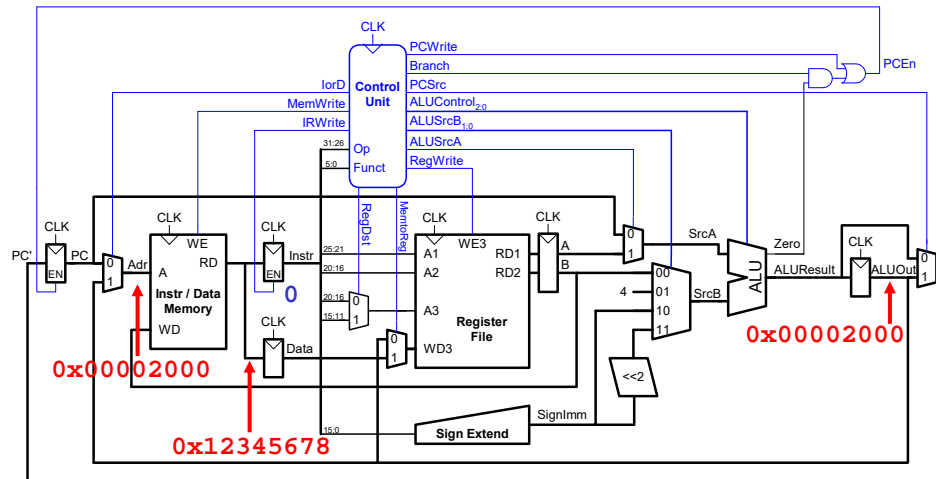 CLK
PCWrite
Branch
PCEn
IorD
Control
Unit
PCSrc
MemWrite
ALUControl2:0
IRWrite
ALUSrcB1:0
31:26
Op
ALUSrcA
5:0
Funct
RegWrite
RegDst
MemtoReg
CLK
CLK
CLK
CLK
CLK
CLK
PC'
EN
PC
0
1
Adr
WE
A
RD
Instr / Data
Memory
WD
EN
Instr
0
25:21
20:16
20:16
15:11
0
1
A1
A2
A3
WD3
WE3
RD1
RD2
Register
File
A
B
0
1
SrcA
4
00
01
10
11
SrcB
ALU
Zero
ALUResult
ALUOut
0
1
CLK
Data
0
1
<<2
0x00002000
0x00002000
0x12345678
15:0
Sign Extend
SignImm